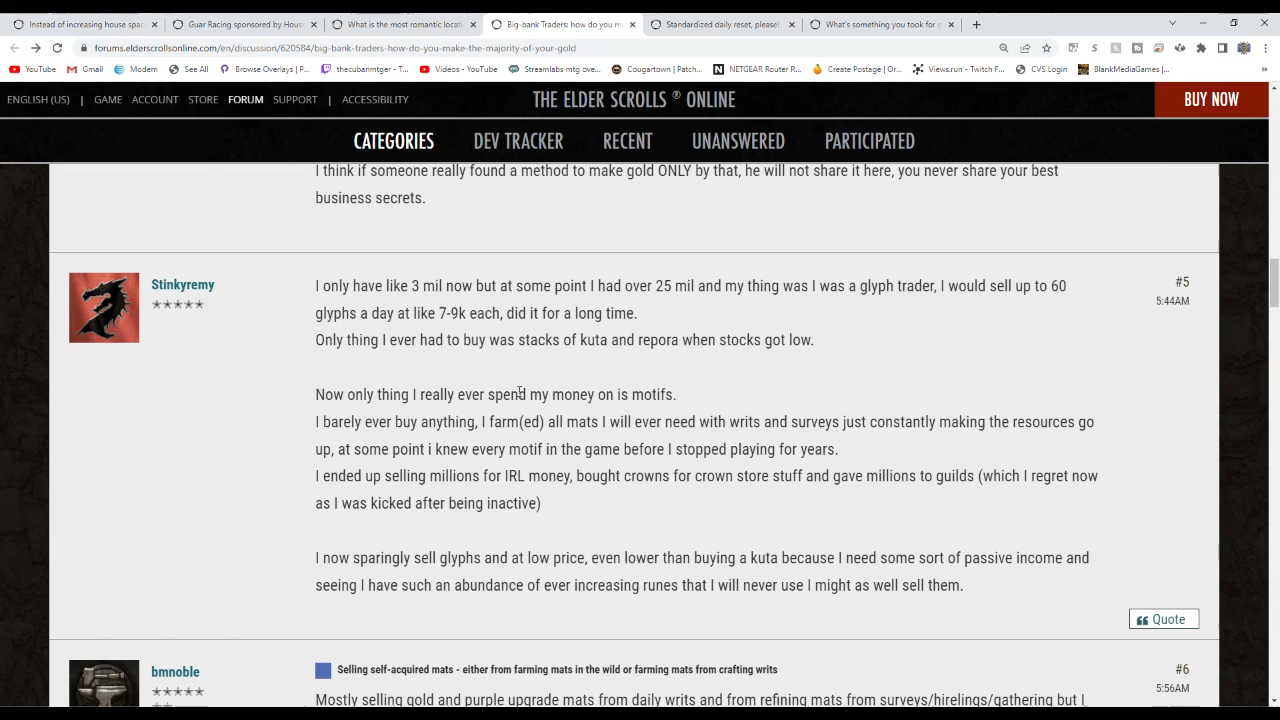 Instead of increasing house spac
Guar Racing sponsored by House
What is the most romantic locati
Big-bank Traders: how do you m
Standardized daily reset, please!
What's something you took for g
forums.elderscrollsonline.com/en/discussion/620584/big-bank-traders-how-do-you-make-the-majority-of-your-gold
YouTube
Gmail
Modem
See All
Browse Overlays | P...
thecubanmtger - T...
Videos - YouTube
Streamlabs mtg ove...
Cougartown | Patch...
NETGEAR Router R...
Create Postage | Or...
Views.run - Twitch F...
CVS Login
BlankMediaGames |...
»
ENGLISH (US) | GAME ACCOUNT STORE FORUM SUPPORT | ACCESSIBILITY
THE ELDER SCROLLS ® ONLINE
BUY NOW
CATEGORIES DEV TRACKER RECENT UNANSWERED PARTICIPATED
I think if someone really found a method to make gold ONLY by that, he will not share it here, you never share your best
business secrets.
Stinkyremy
#5
5:44AM
I only have like 3 mil now but at some point I had over 25 mil and my thing was I was a glyph trader, I would sell up to 60
glyphs a day at like 7-9k each, did it for a long time.
Only thing I ever had to buy was stacks of kuta and repora when stocks got low.
Now only thing I really ever spend my money on is motifs.
I barely ever buy anything, I farm(ed) all mats I will ever need with writs and surveys just constantly making the resources go
up, at some point i knew every motif in the game before I stopped playing for years.
I ended up selling millions for IRL money, bought crowns for crown store stuff and gave millions to guilds (which I regret now
as I was kicked after being inactive)
I now sparingly sell glyphs and at low price, even lower than buying a kuta because I need some sort of passive income and
seeing I have such an abundance of ever increasing runes that I will never use I might as well sell them.
Quote
bmnoble
Selling self-acquired mats - either from farming mats in the wild or farming mats from crafting writs
#6
5:56AM
Mostly selling gold and purple upgrade mats from daily writs and from refining mats from surveys/hirelings/gathering but I